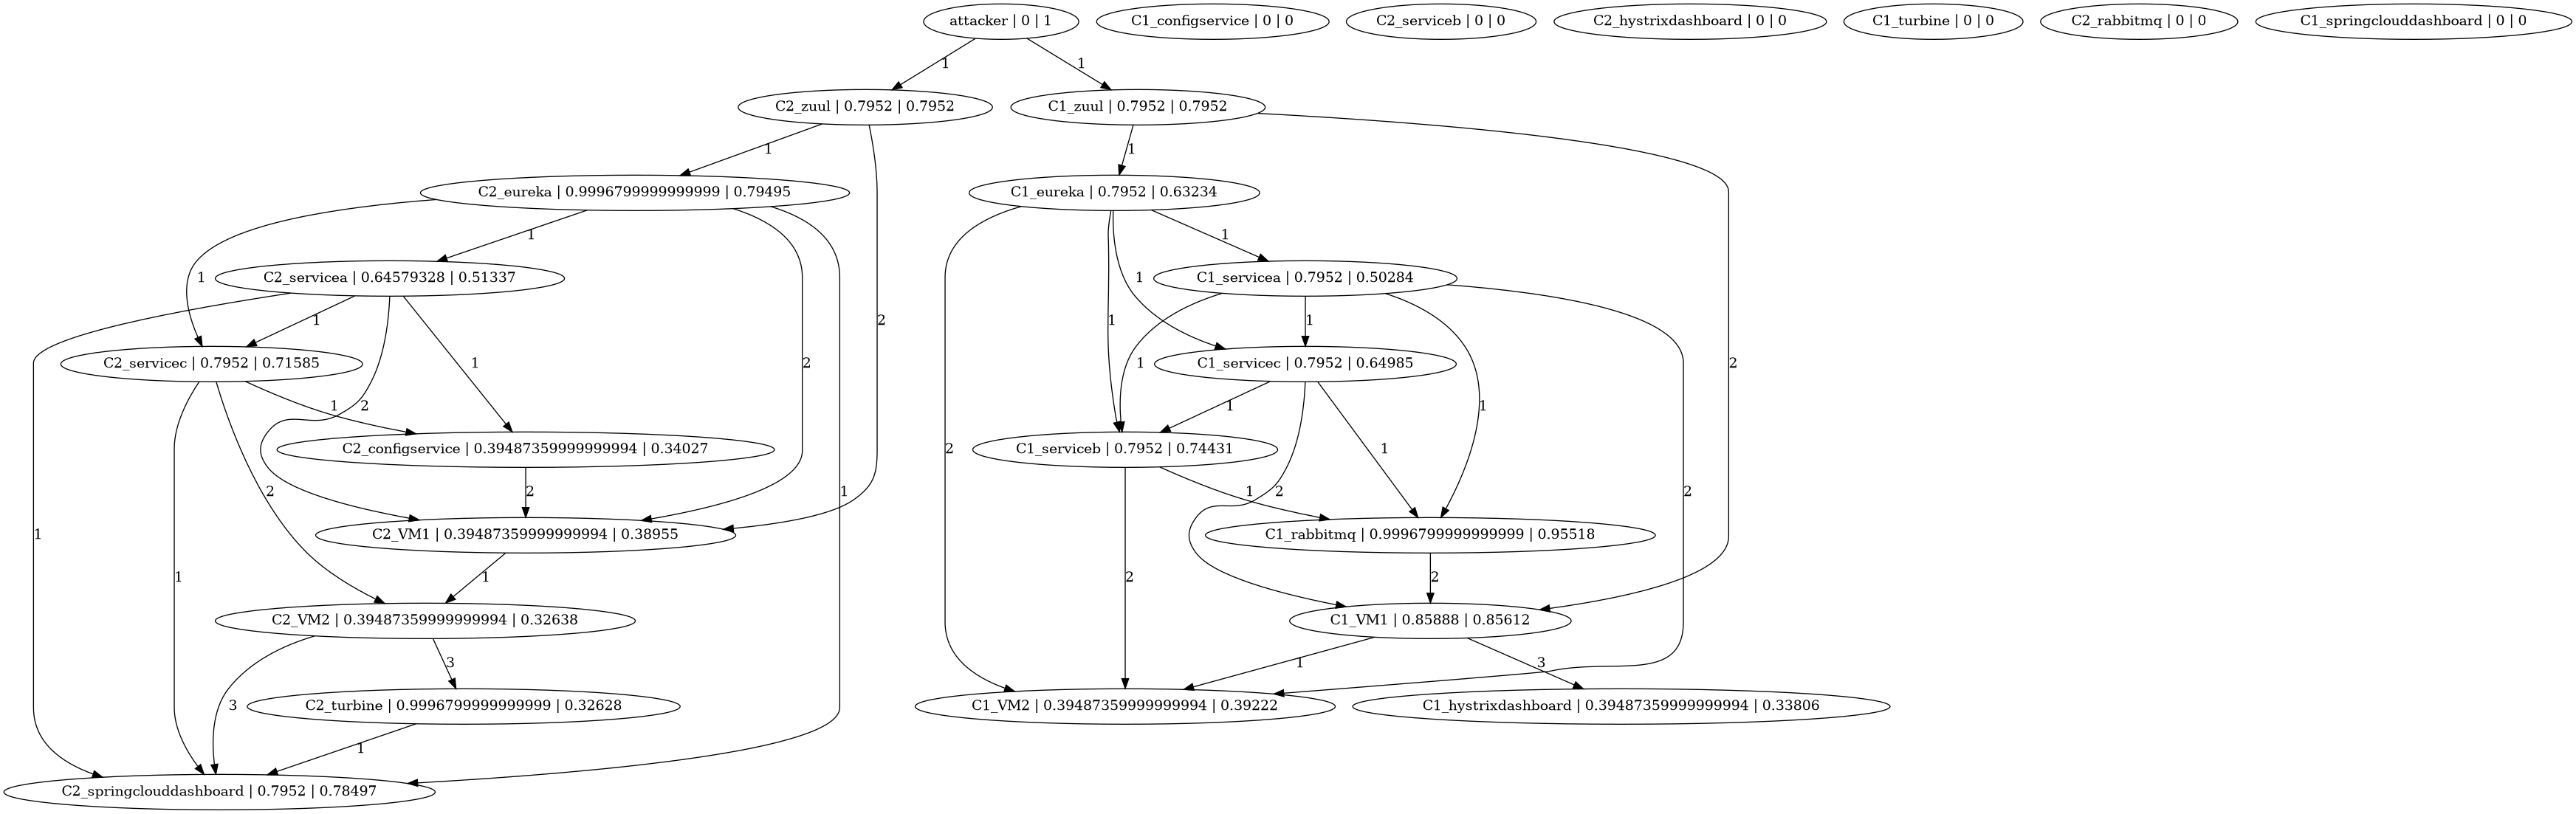 attacker | 0 | 1
C1_configservice | 0 | 0
C2_serviceb | 0 | 0
C2_hystrixdashboard | 0 | 0
C1_turbine | 0 | 0
C2_rabbitmq | 0 | 0
C1_springclouddashboard | 0 | 0
1
1
C2_zuul | 0.7952 | 0.7952
C1_zuul | 0.7952 | 0.7952
1
1
C2_eureka | 0.9996799999999999 | 0.79495
C1_eureka | 0.7952 | 0.63234
1
1
C2_servicea | 0.64579328 | 0.51337
C1_servicea | 0.7952 | 0.50284
1
1
1
1
1
2
1
1
2
2
C2_servicec | 0.7952 | 0.71585
C1_servicec | 0.7952 | 0.64985
1
2
1
1
C2_configservice | 0.39487359999999994 | 0.34027
C1_serviceb | 0.7952 | 0.74431
2
1
2
2
1
1
2
2
C2_VM1 | 0.39487359999999994 | 0.38955
C1_rabbitmq | 0.9996799999999999 | 0.95518
1
1
1
2
2
C2_VM2 | 0.39487359999999994 | 0.32638
C1_VM1 | 0.85888 | 0.85612
3
1
3
C2_turbine | 0.9996799999999999 | 0.32628
C1_VM2 | 0.39487359999999994 | 0.39222
C1_hystrixdashboard | 0.39487359999999994 | 0.33806
3
1
C2_springclouddashboard | 0.7952 | 0.78497